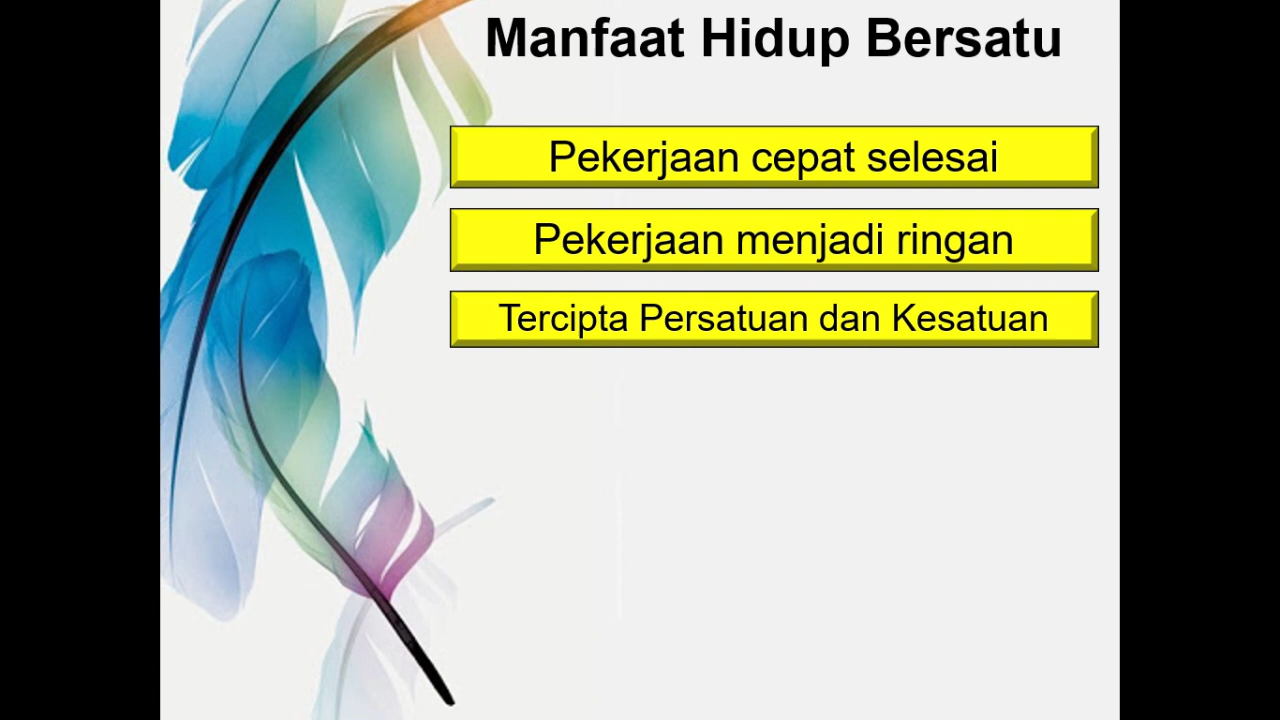 Manfaat Hidup Bersatu
Pekerjaan cepat selesai
Pekerjaan menjadi ringan
Tercipta Persatuan dan Kesatuan